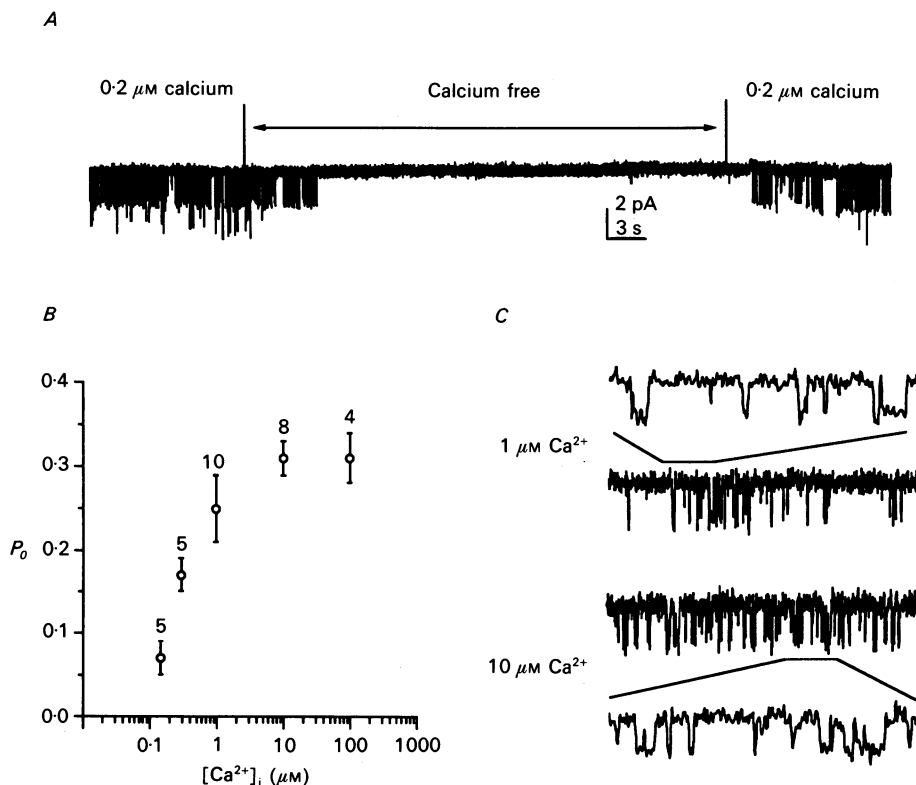 A
0·2 μM calcium
Calcium free
0·2 μM calcium
2 pA
3 s
B
0·4
0·3
0·2
0·1
0·0
P₀
5
5
10
8
4
0·1
1
10
100
1000
[Ca²⁺]ᵢ (μM)
C
1 μM Ca²⁺
10 μM Ca²⁺